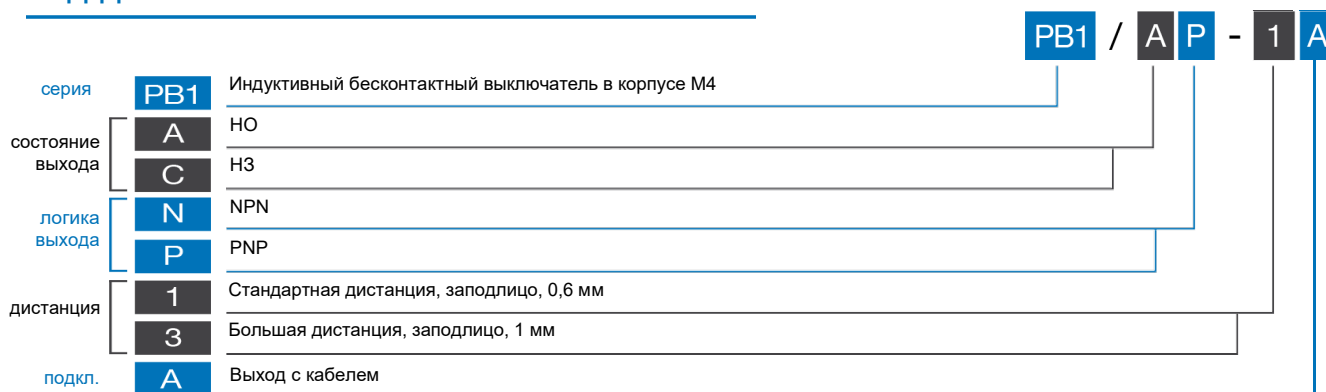 PB1 / A P - 1 A
серия PB1 Индуктивный бесконтактный выключатель в корпусе M4
состояние выхода
A НО
C НЗ
логика выхода
N NPN
P PNP
дистанция
1 Стандартная дистанция, заподлицо, 0,6 мм
3 Большая дистанция, заподлицо, 1 мм
подкл. A Выход с кабелем